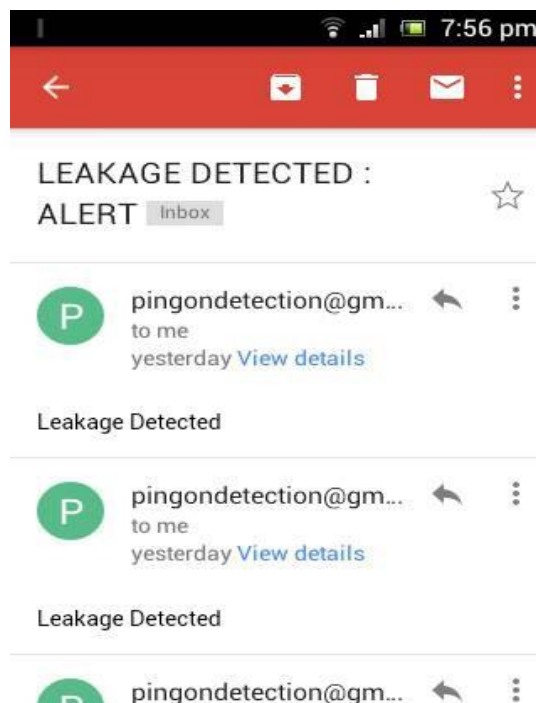 7:56 pm
LEAKAGE DETECTED :
ALERT Inbox
P pingondetection@gm...
to me
yesterday View details
Leakage Detected
P pingondetection@gm...
to me
yesterday View details
Leakage Detected
P pingondetection@gm...